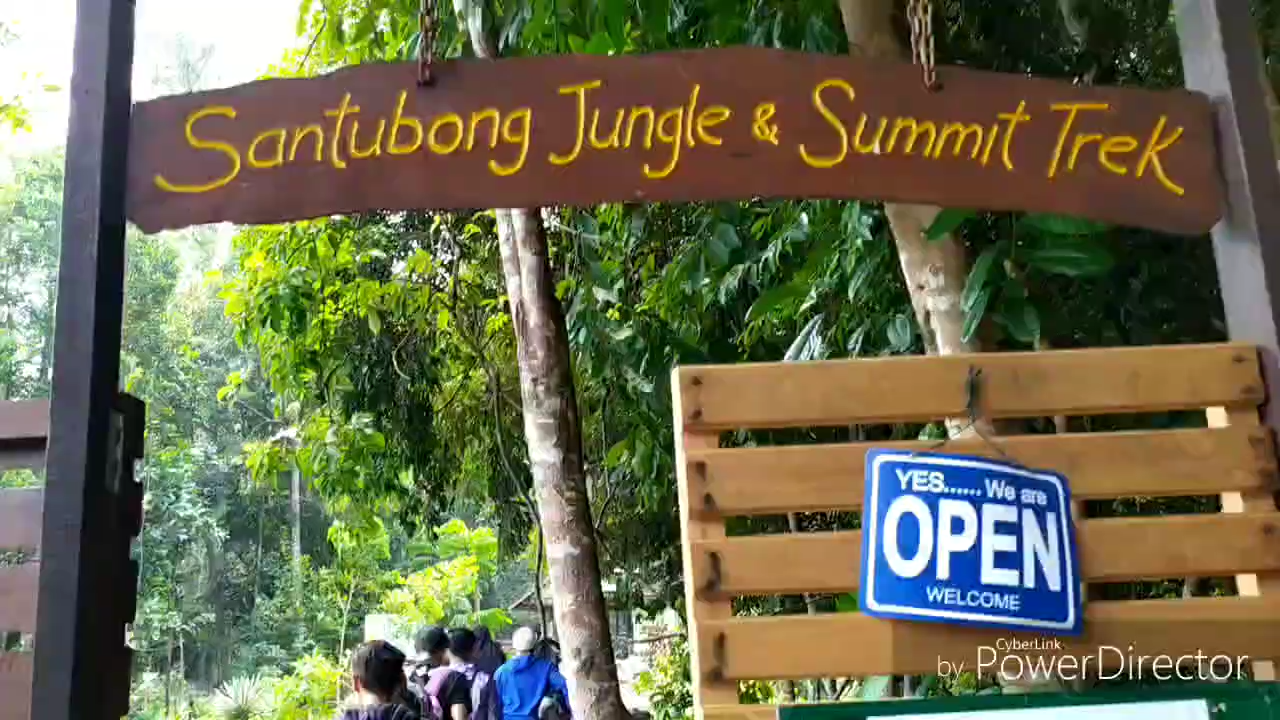 Santubong Jungle & Summit Trek
YES...... We are
OPEN
WELCOME
CyberLink
by PowerDirector